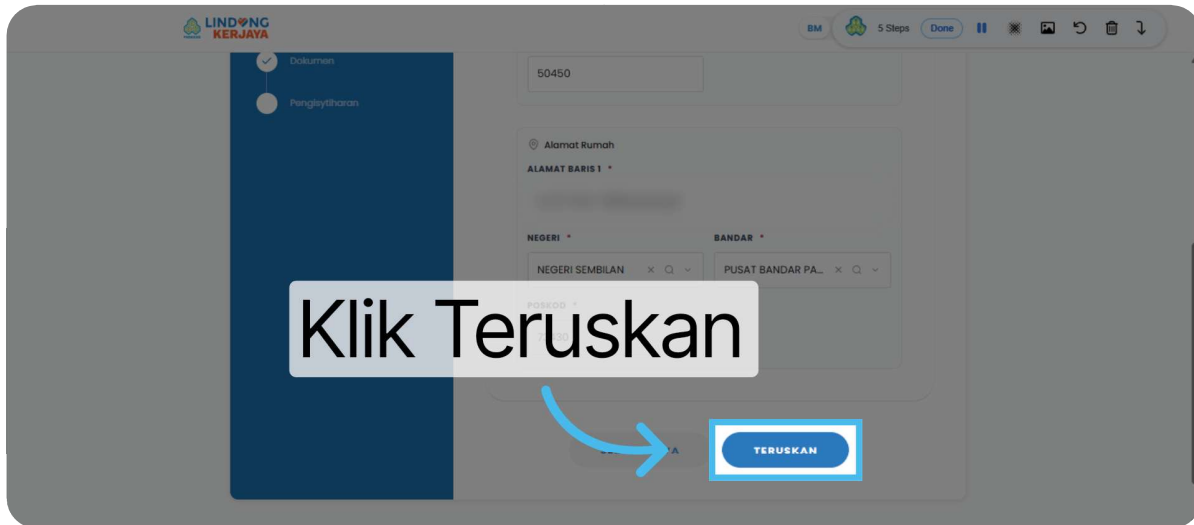 LINDUNG
KERJAYA
BM
5 Steps
Done
Dokumen
50450
Pengisytiharan
Alamat Rumah
ALAMAT BARIS 1 *
NEGERI *
BANDAR *
NEGERI SEMBILAN
PUSAT BANDAR PA...
POSKOD *
Klik Teruskan
TERUSKAN